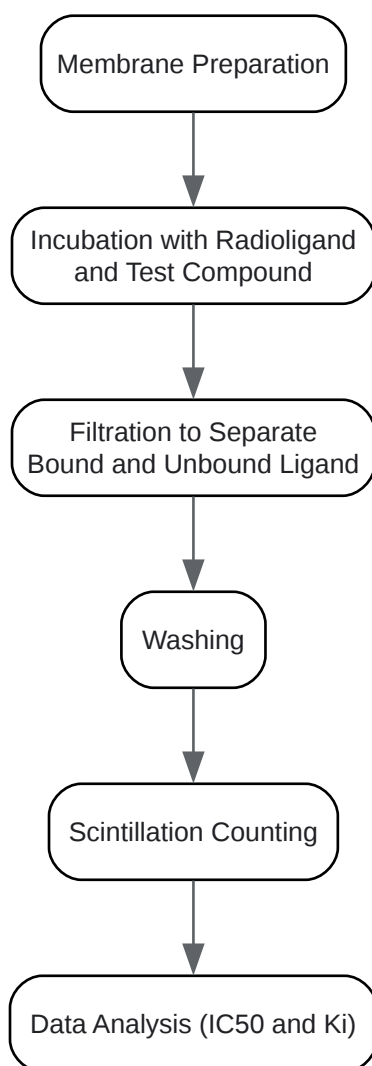 Membrane Preparation
Incubation with Radioligand
and Test Compound
Filtration to Separate
Bound and Unbound Ligand
Washing
Scintillation Counting
Data Analysis (IC50 and Ki)